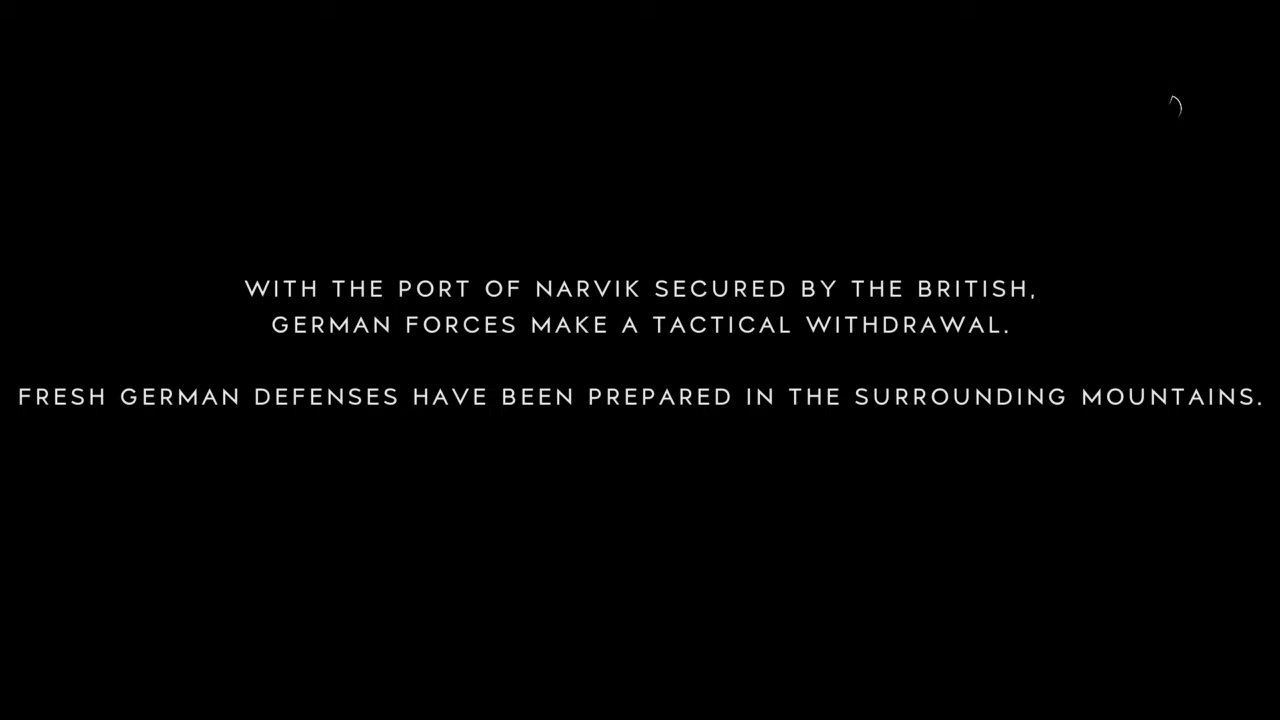 WITH THE PORT OF NARVIK SECURED BY THE BRITISH,
GERMAN FORCES MAKE A TACTICAL WITHDRAWAL.
FRESH GERMAN DEFENSES HAVE BEEN PREPARED IN THE SURROUNDING MOUNTAINS.